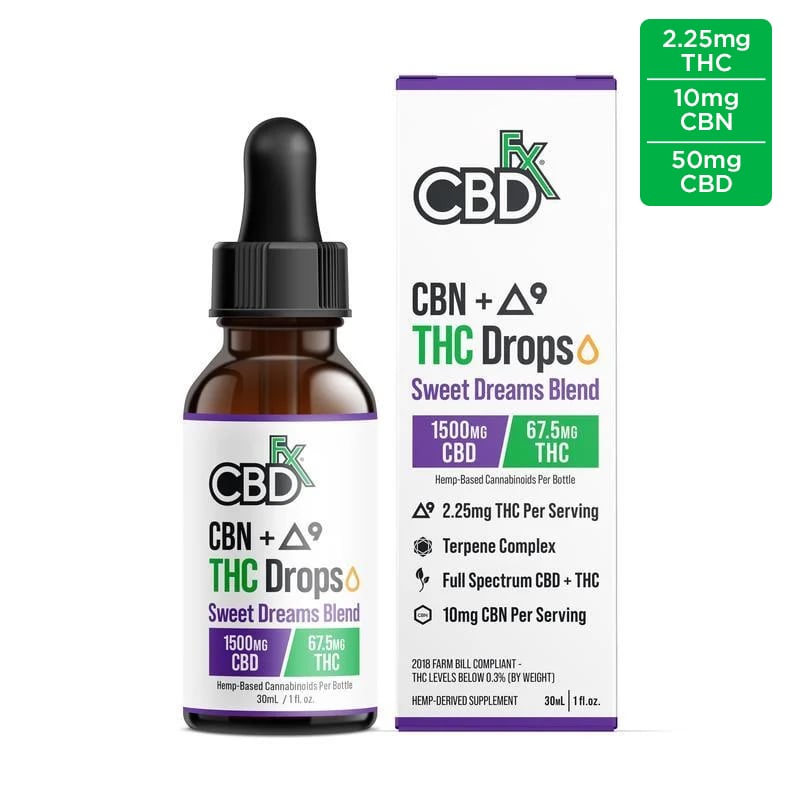 2.25mg
THC
10mg
CBN
50mg
CBD
CBDFx®
CBN + Δ9
THC Drops
Sweet Dreams Blend
1500MG
CBD
67.5MG
THC
Hemp-Based Cannabinoids Per Bottle
Δ9 2.25mg THC Per Serving
Terpene Complex
Full Spectrum CBD + THC
CBN 10mg CBN Per Serving
2018 FARM BILL COMPLIANT -
THC LEVELS BELOW 0.3% (BY WEIGHT)
HEMP-DERIVED SUPPLEMENT 30ML | 1 fl. oz.
CBDFx®
CBN + Δ9
THC Drops
Sweet Dreams Blend
1500MG
CBD
67.5MG
THC
Hemp-Based Cannabinoids Per Bottle
30mL / 1 fl. oz.